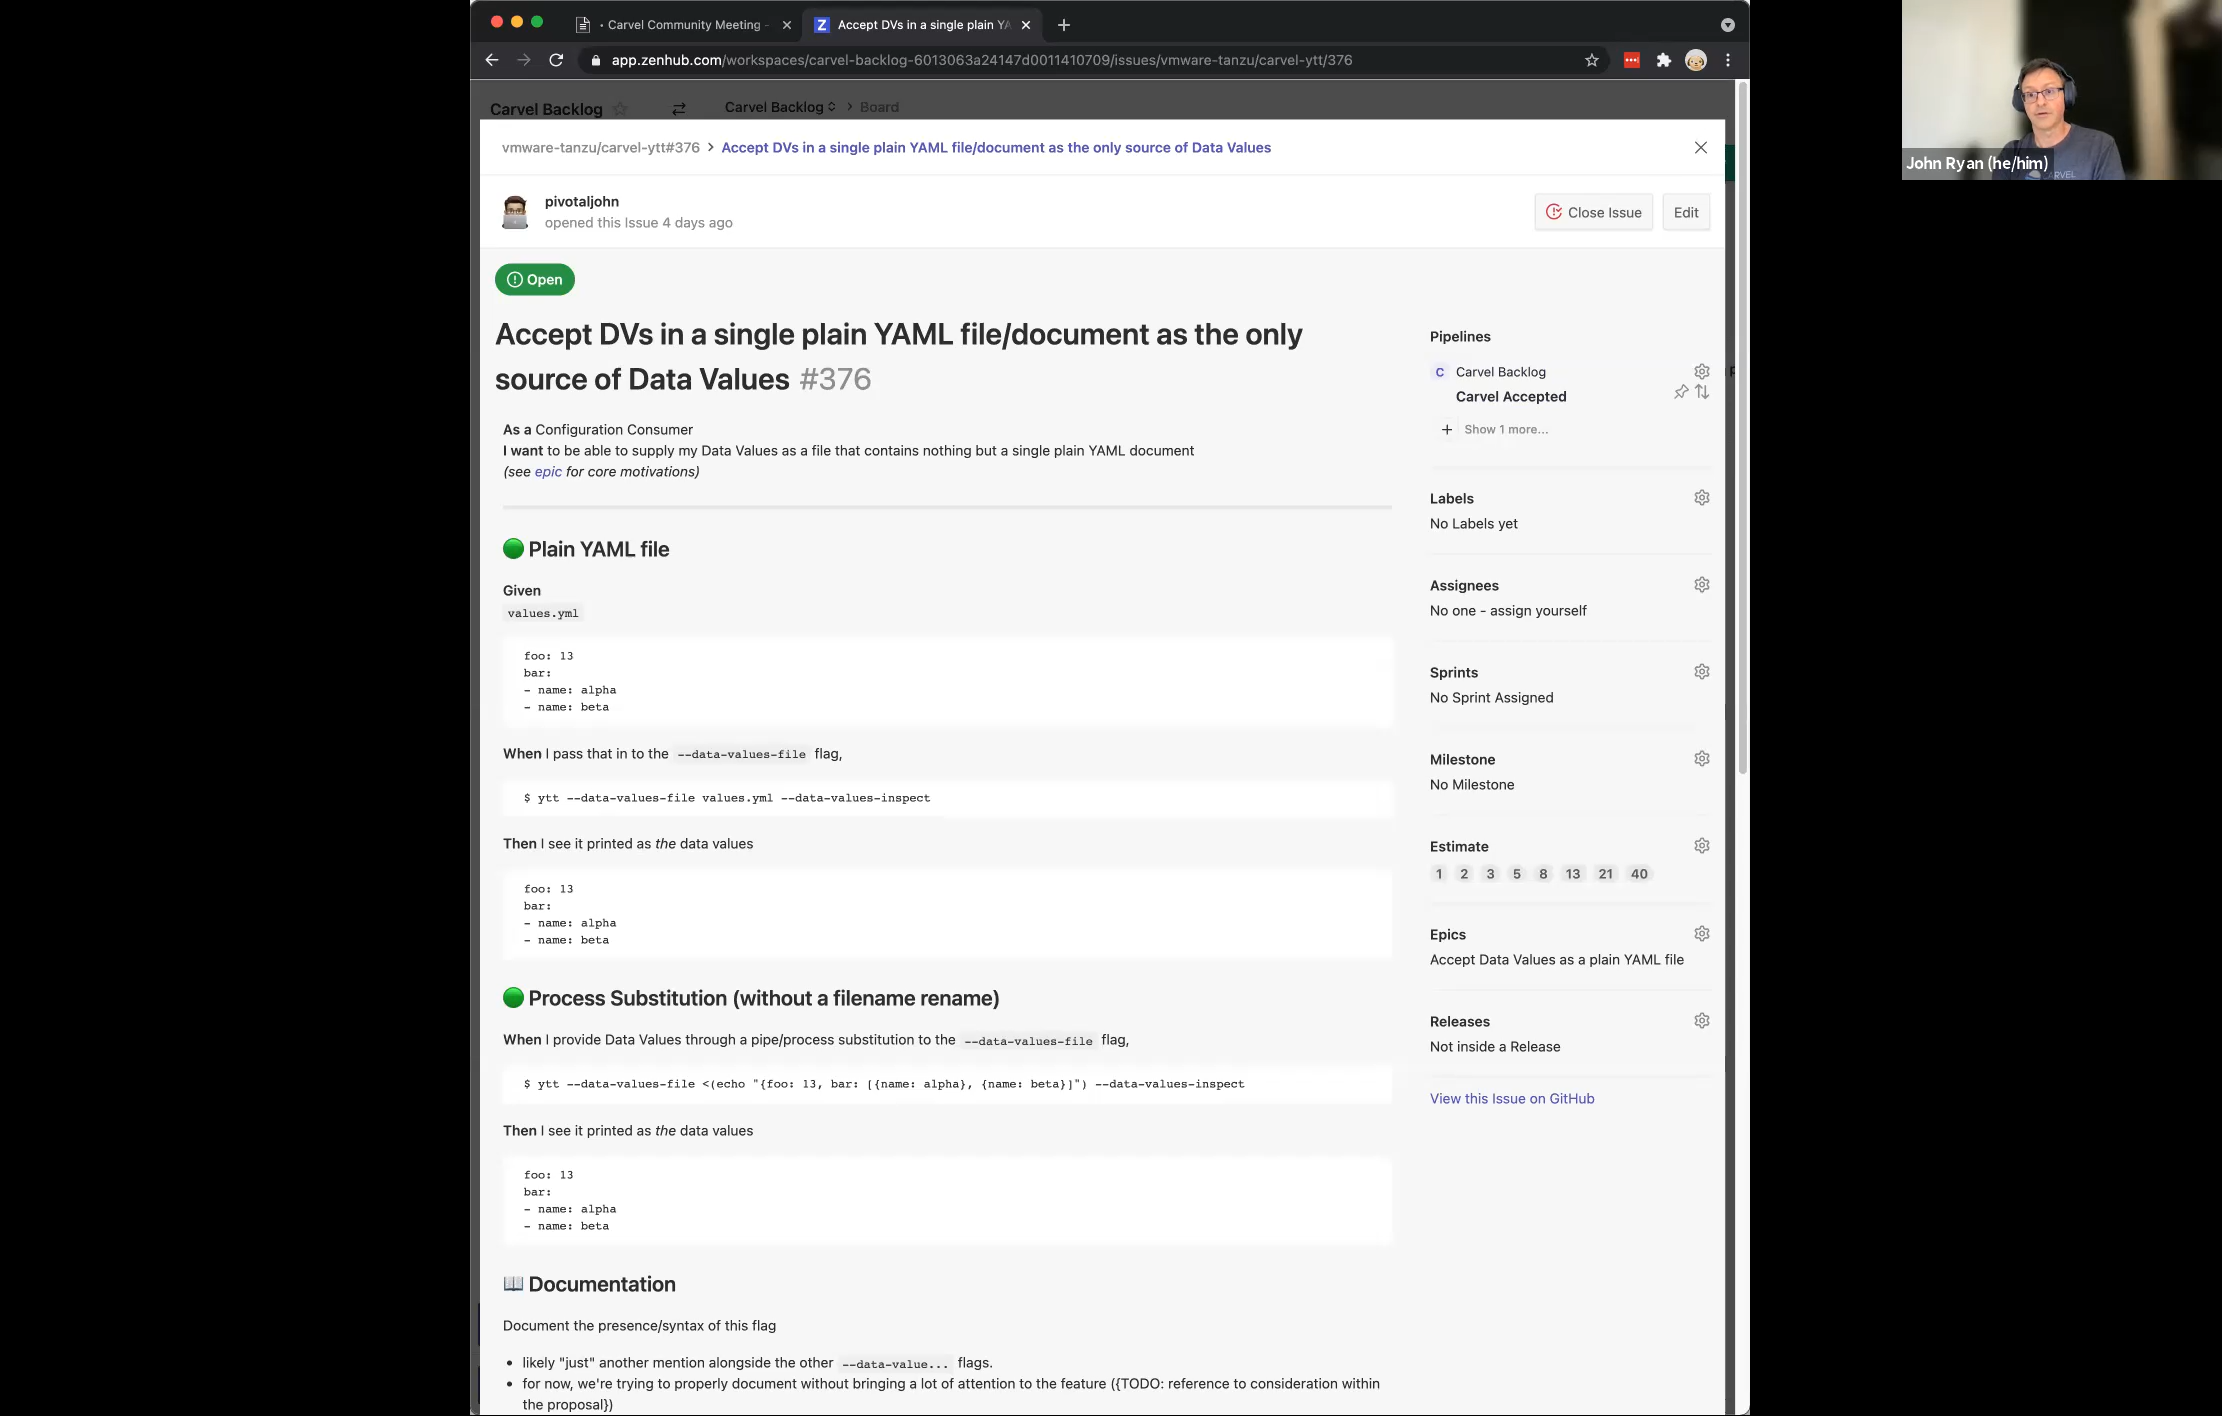 Carvel Community Meeting -
Accept DVs in a single plain YA
app.zenhub.com/workspaces/carvel-backlog-6013063a24147d0011410709/issues/vmware-tanzu/carvel-ytt/376
Carvel Backlog
Carvel Backlog > Board
vmware-tanzu/carvel-ytt#376 > Accept DVs in a single plain YAML file/document as the only source of Data Values
pivotaljohn
opened this Issue 4 days ago
Close Issue
Edit
Open
Accept DVs in a single plain YAML file/document as the only
source of Data Values #376
As a Configuration Consumer
I want to be able to supply my Data Values as a file that contains nothing but a single plain YAML document
(see epic for core motivations)
Plain YAML file
Given
values.yml
foo: 13
bar:
- name: alpha
- name: beta
When I pass that in to the --data-values-file flag,
$ ytt --data-values-file values.yml --data-values-inspect
Then I see it printed as the data values
foo: 13
bar:
- name: alpha
- name: beta
Process Substitution (without a filename rename)
When I provide Data Values through a pipe/process substitution to the --data-values-file flag,
$ ytt --data-values-file <(echo "{foo: 13, bar: [{name: alpha}, {name: beta}]") --data-values-inspect
Then I see it printed as the data values
foo: 13
bar:
- name: alpha
- name: beta
Documentation
Document the presence/syntax of this flag
• likely "just" another mention alongside the other --data-value... flags.
• for now, we're trying to properly document without bringing a lot of attention to the feature ({TODO: reference to consideration within
the proposal})
Pipelines
C Carvel Backlog
Carvel Accepted
+ Show 1 more...
Labels
No Labels yet
Assignees
No one - assign yourself
Sprints
No Sprint Assigned
Milestone
No Milestone
Estimate
1 2 3 5 8 13 21 40
Epics
Accept Data Values as a plain YAML file
Releases
Not inside a Release
View this Issue on GitHub
John Ryan (he/him)